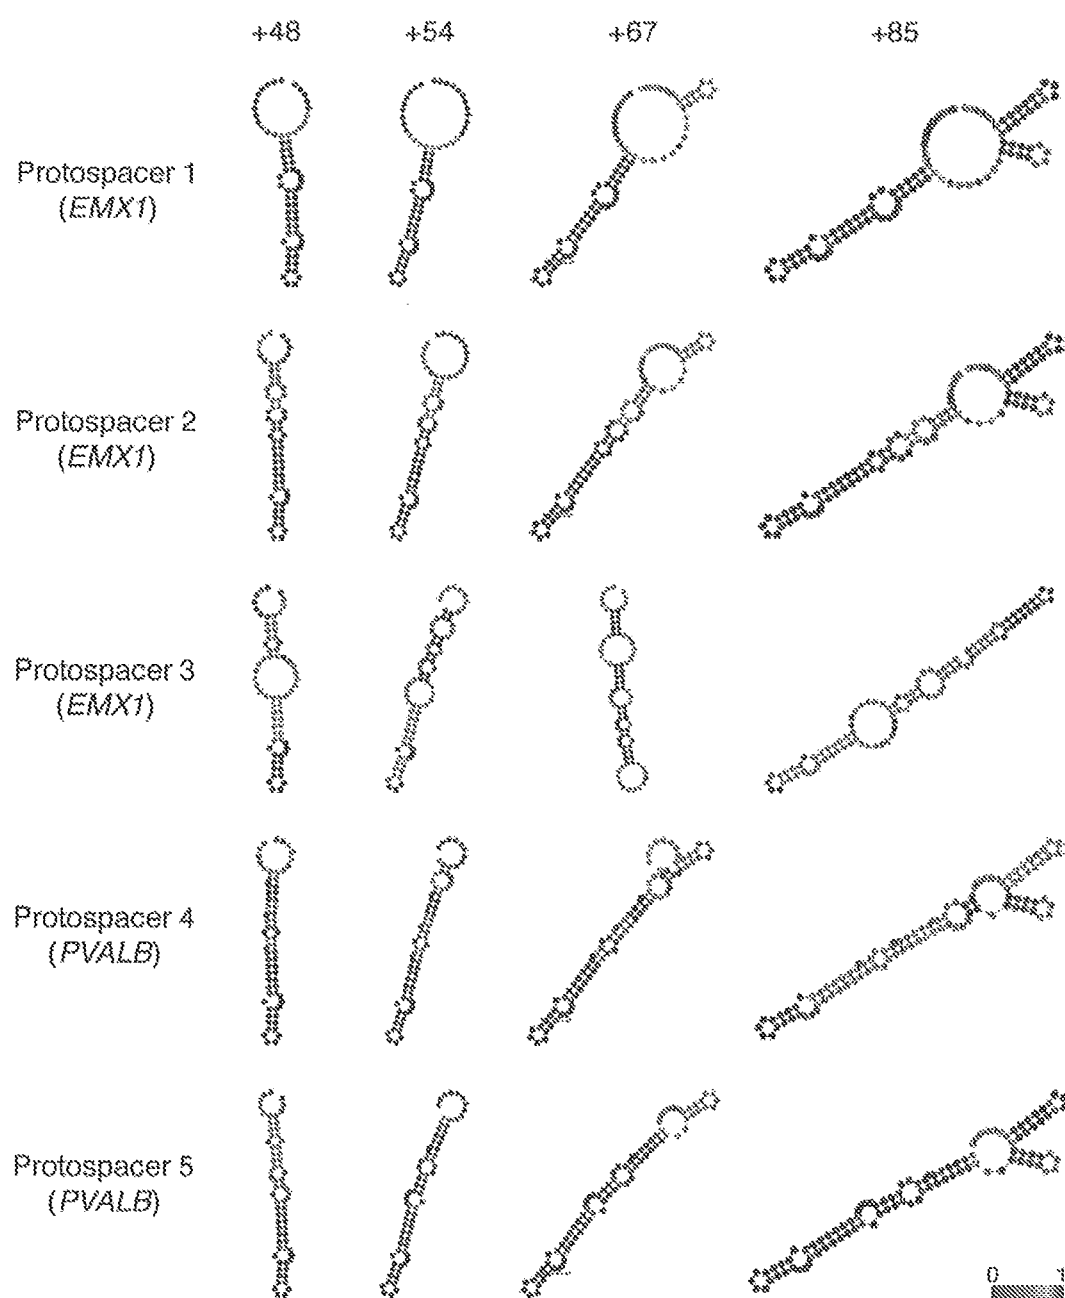 +48 +54 +67 +85
Protospacer 1
(EMX1)
Protospacer 2
(EMX1)
Protospacer 3
(EMX1)
Protospacer 4
(PVALB)
Protospacer 5
(PVALB)
0 1